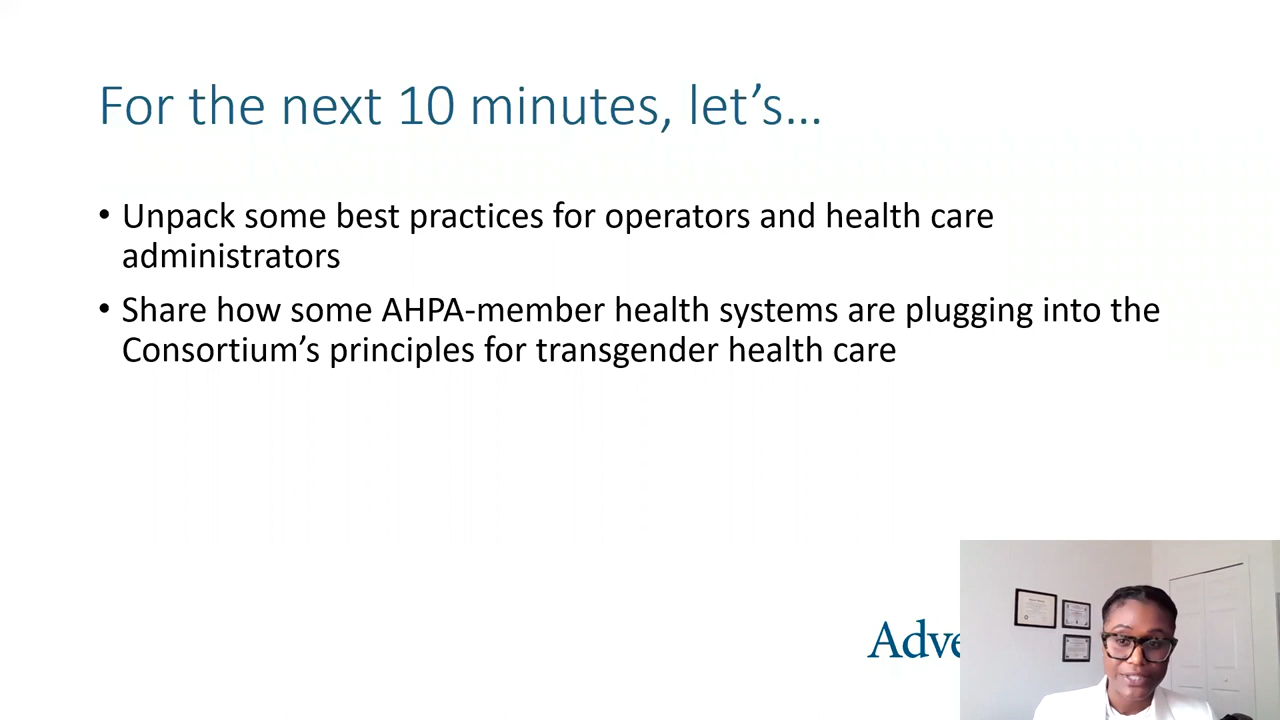 For the next 10 minutes, let’s…
• Unpack some best practices for operators and health care
administrators
• Share how some AHPA-member health systems are plugging into the
Consortium’s principles for transgender health care